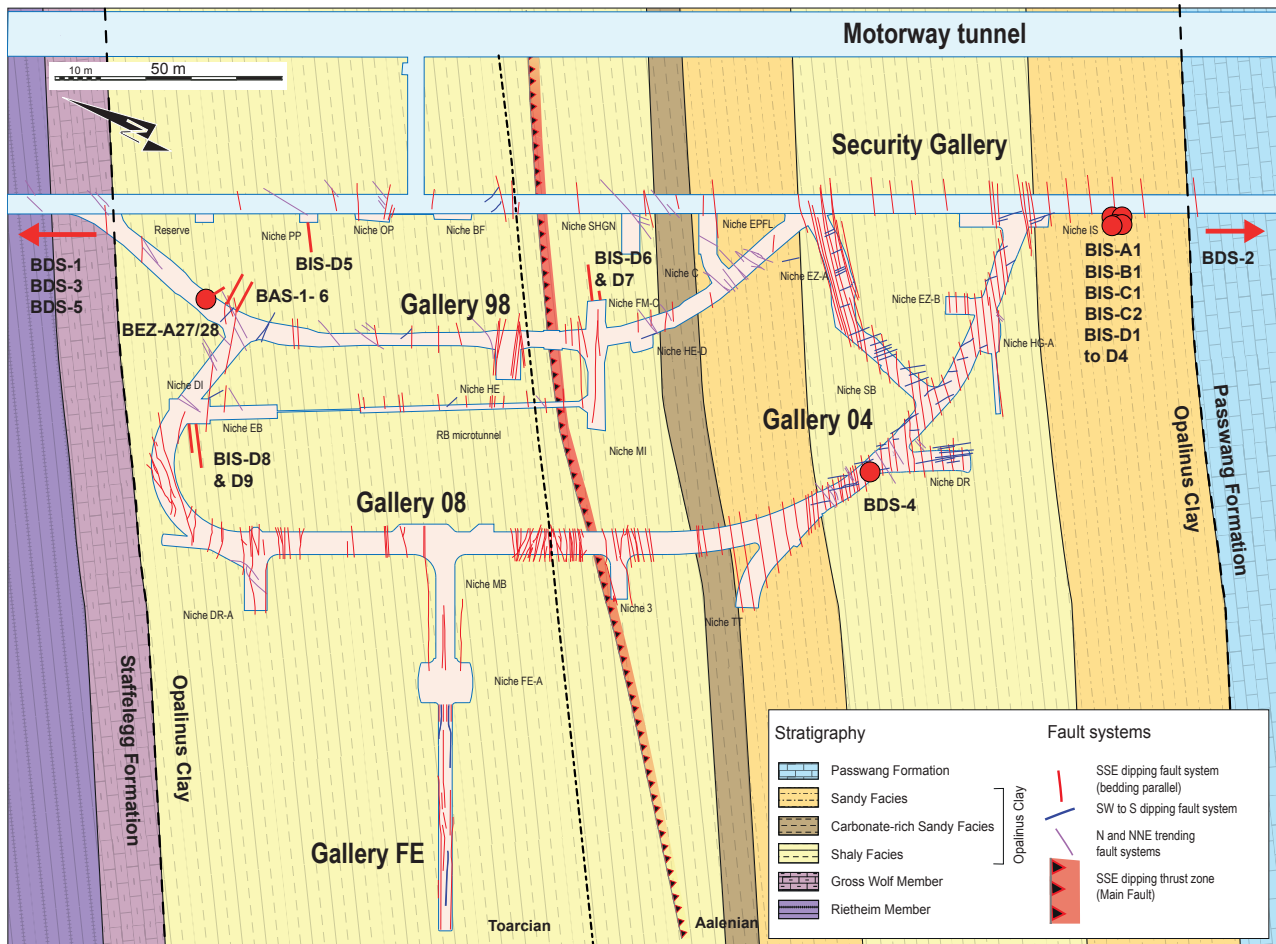 Motorway tunnel
10 m
50 m
N
Security Gallery
Reserve
Niche PP
Niche OP
Niche BF
Niche SHGN
Niche EPFL
Niche IS
BDS-1
BDS-3
BDS-5
BIS-D5
BIS-D6
& D7
Niche C
Niche EZ-A
BIS-A1
BIS-B1
BIS-C1
BIS-C2
BIS-D1
to D4
BDS-2
BAS-1- 6
Gallery 98
Niche FM-C
Niche EZ-B
BEZ-A27/28
Niche HE-D
Niche HG-A
Niche DI
Niche HE
Niche SB
Niche EB
RB microtunnel
Gallery 04
Niche MI
BIS-D8
& D9
Niche DR
Gallery 08
BDS-4
Opalinus Clay
Passwang Formation
Niche DR-A
Niche MB
Niche 3
Niche TT
Niche FE-A
Staffelegg Formation
Opalinus Clay
Gallery FE
Toarcian
Aalenian
Stratigraphy
Passwang Formation
Sandy Facies
Carbonate-rich Sandy Facies
Shaly Facies
Gross Wolf Member
Rietheim Member
Opalinus Clay
Fault systems
SSE dipping fault system
(bedding parallel)
SW to S dipping fault system
N and NNE trending
fault systems
SSE dipping thrust zone
(Main Fault)